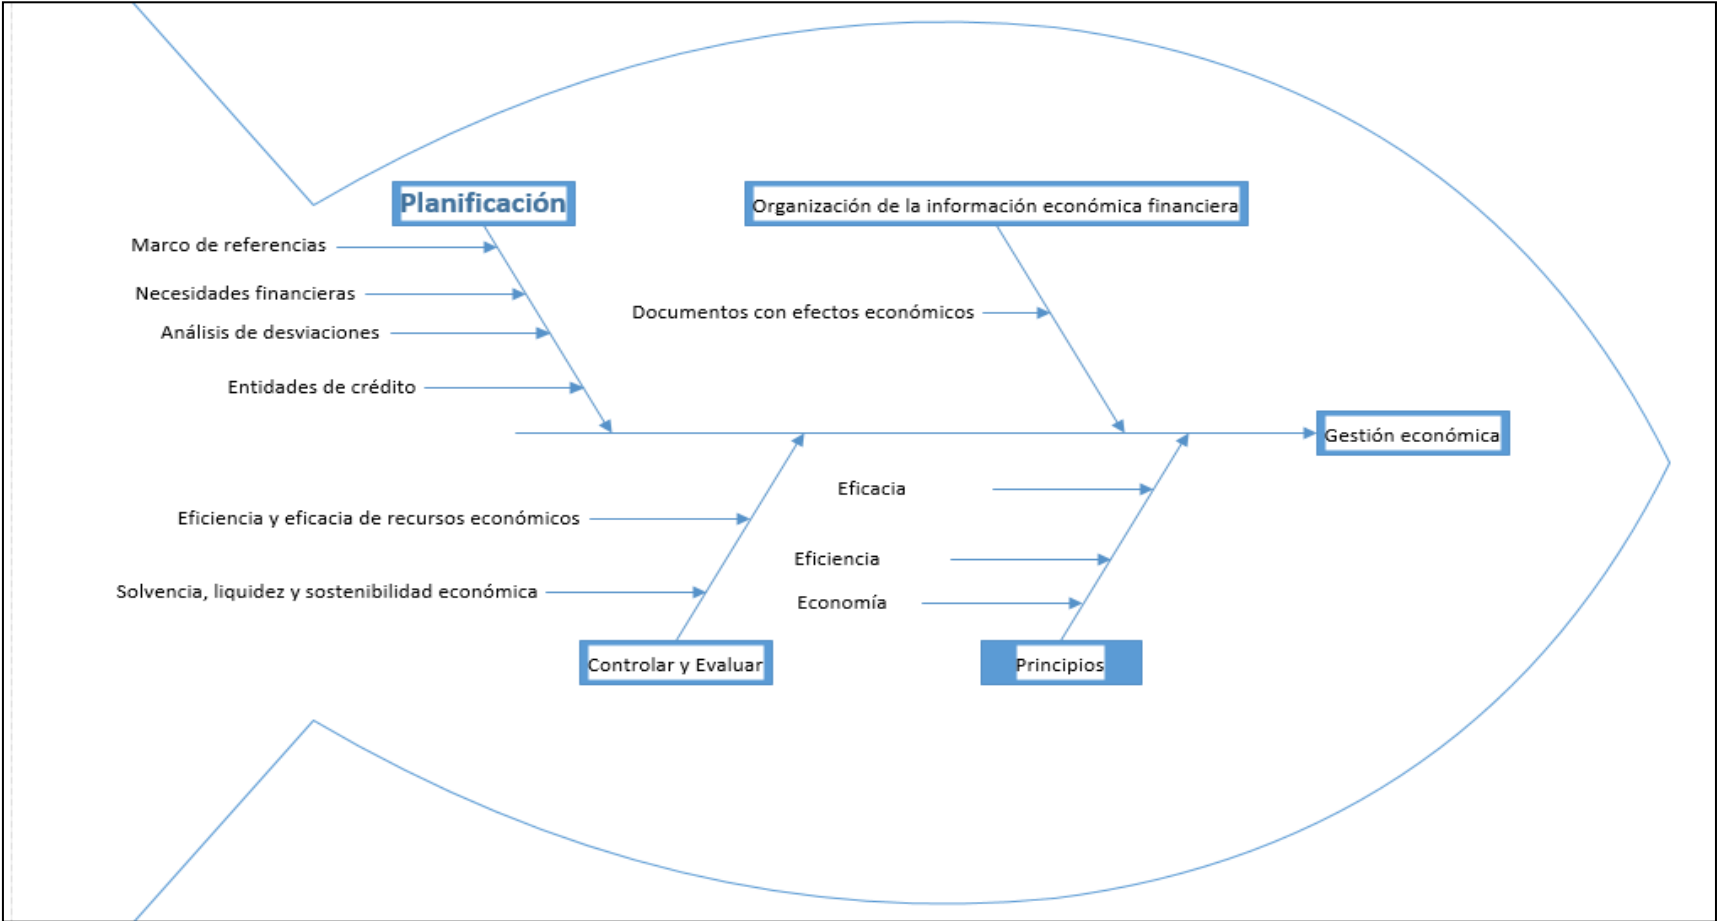 Planificación
Organización de la información económica financiera
Marco de referencias
Necesidades financieras
Documentos con efectos económicos
Análisis de desviaciones
Entidades de crédito
Gestión económica
Eficacia
Eficiencia y eficacia de recursos económicos
Eficiencia
Solvencia, liquidez y sostenibilidad económica
Economía
Controlar y Evaluar
Principios